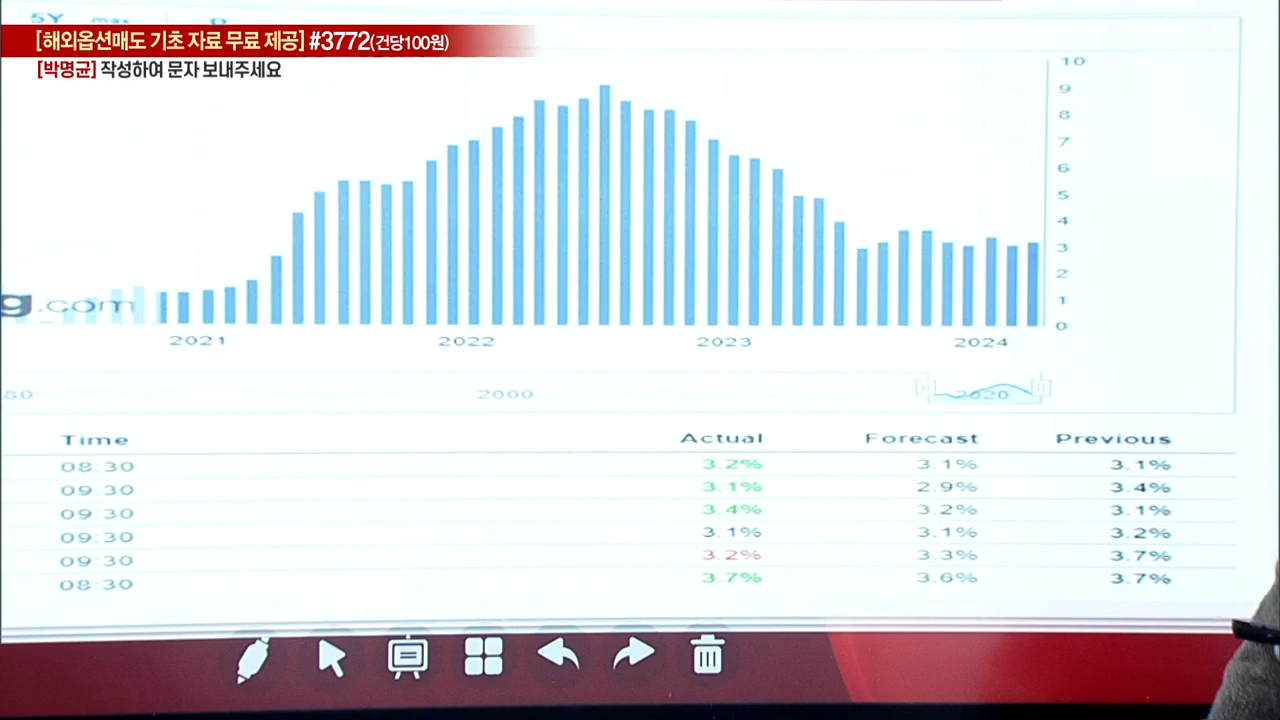 5Y max
[해외옵션매도 기초 자료 무료 제공] #3772(건당100원)
[박명균] 작성하여 문자 보내주세요
10
9
8
7
6
5
4
3
2
1
0
g.com
2021 2022 2023 2024
2000 2020
Time Actual Forecast Previous
08:30 3.2% 3.1% 3.1%
09:30 3.1% 2.9% 3.4%
09:30 3.4% 3.2% 3.1%
09:30 3.1% 3.1% 3.2%
09:30 3.2% 3.3% 3.7%
08:30 3.7% 3.6% 3.7%